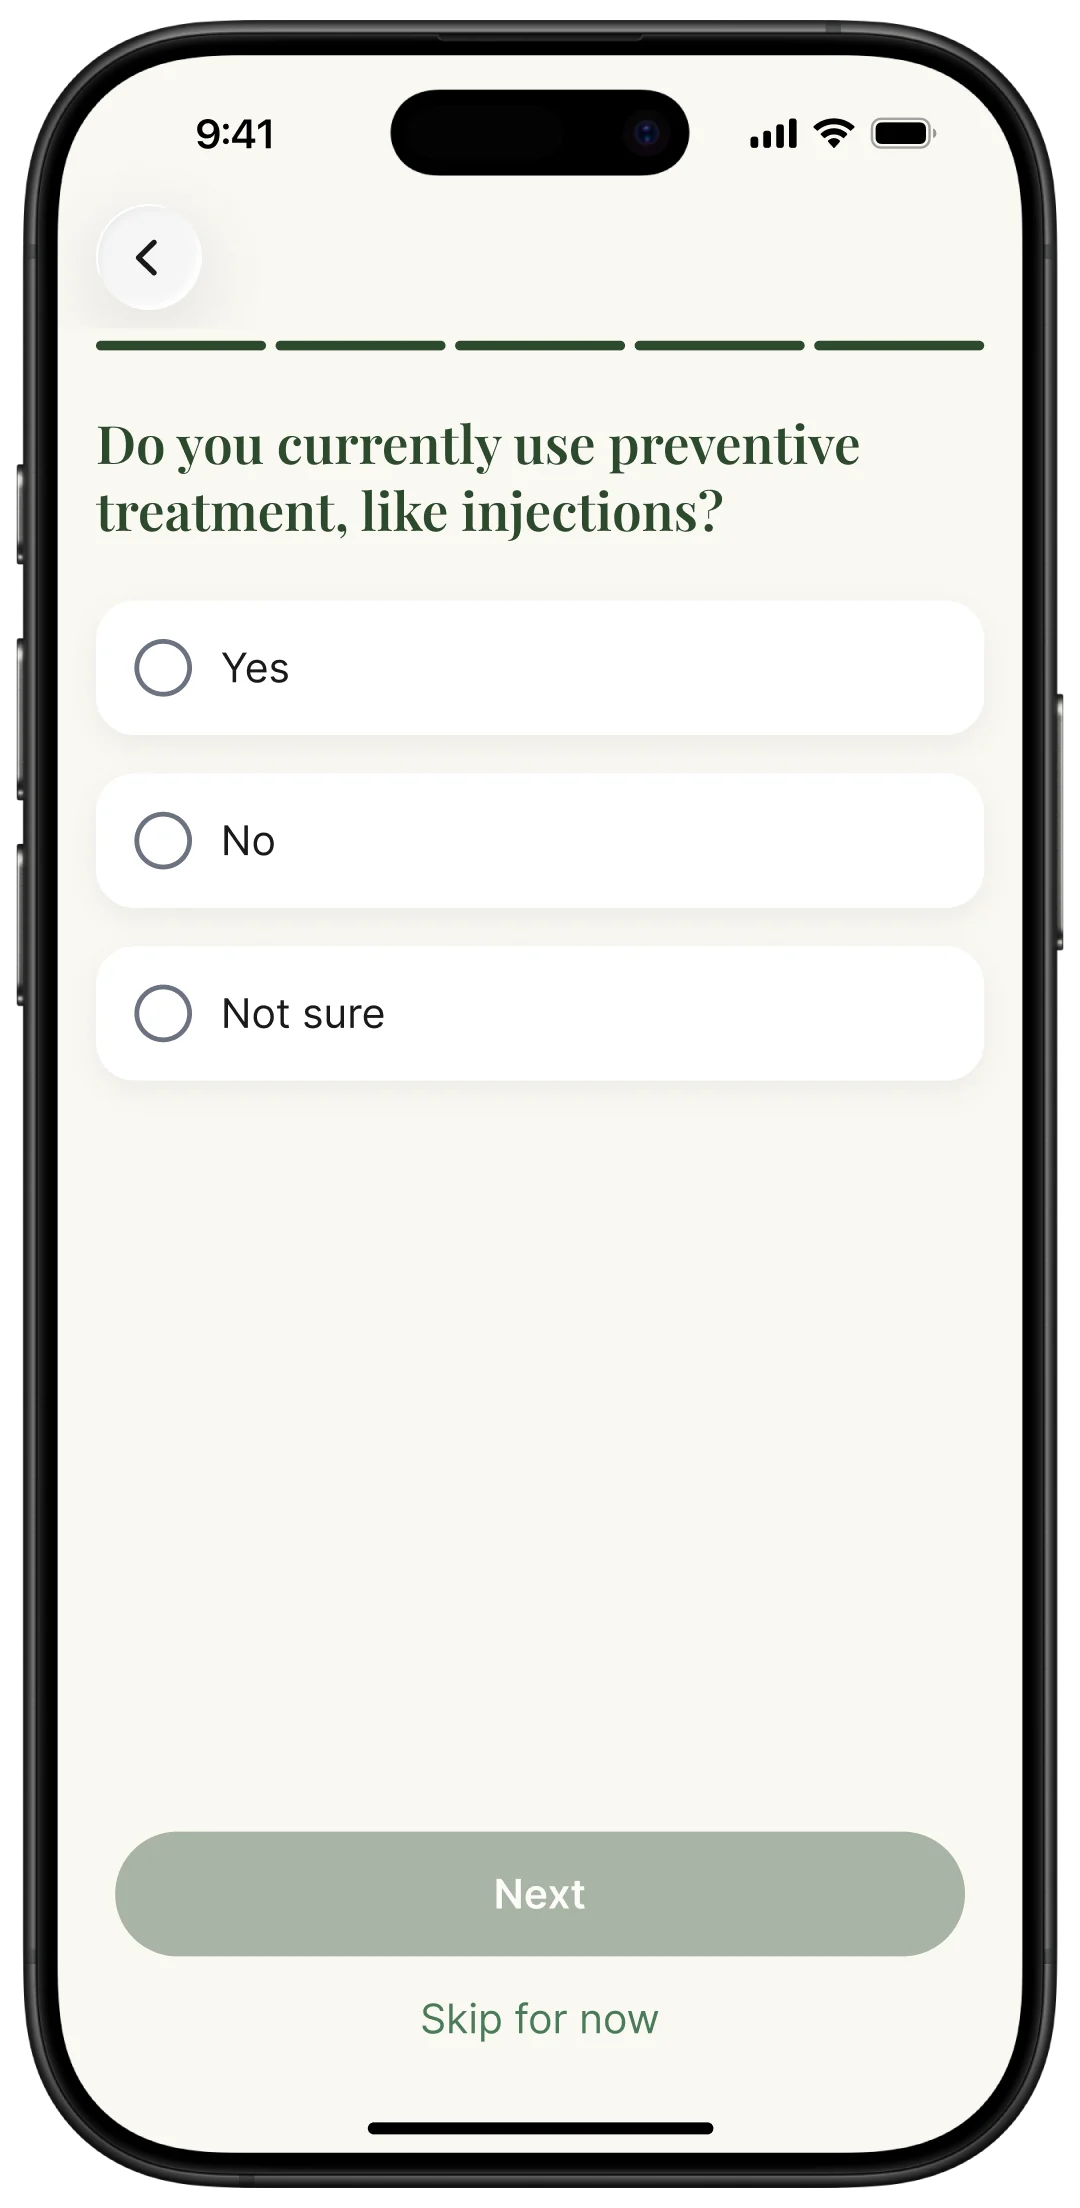 9:41
Do you currently use preventive
treatment, like injections?
Yes
No
Not sure
Next
Skip for now